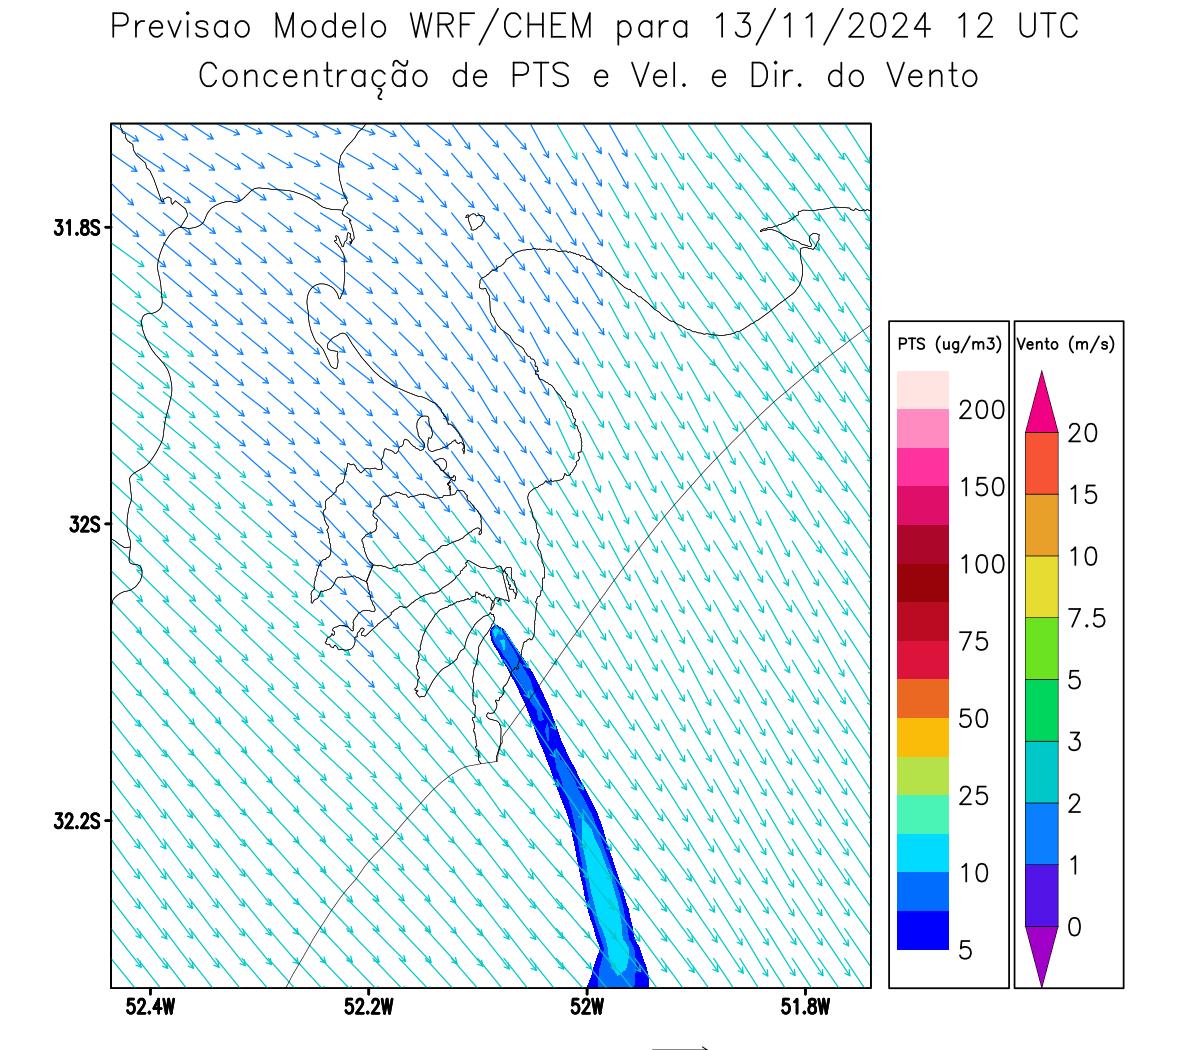 Previsao Modelo WRF/CHEM para 13/11/2024 12 UTC
Concentração de PTS e Vel. e Dir. do Vento
31.8S
32S
32.2S
52.4W
52.2W
52W
51.8W
PTS (ug/m3)
200
150
100
75
50
25
10
5
Vento (m/s)
20
15
10
7.5
5
3
2
1
0